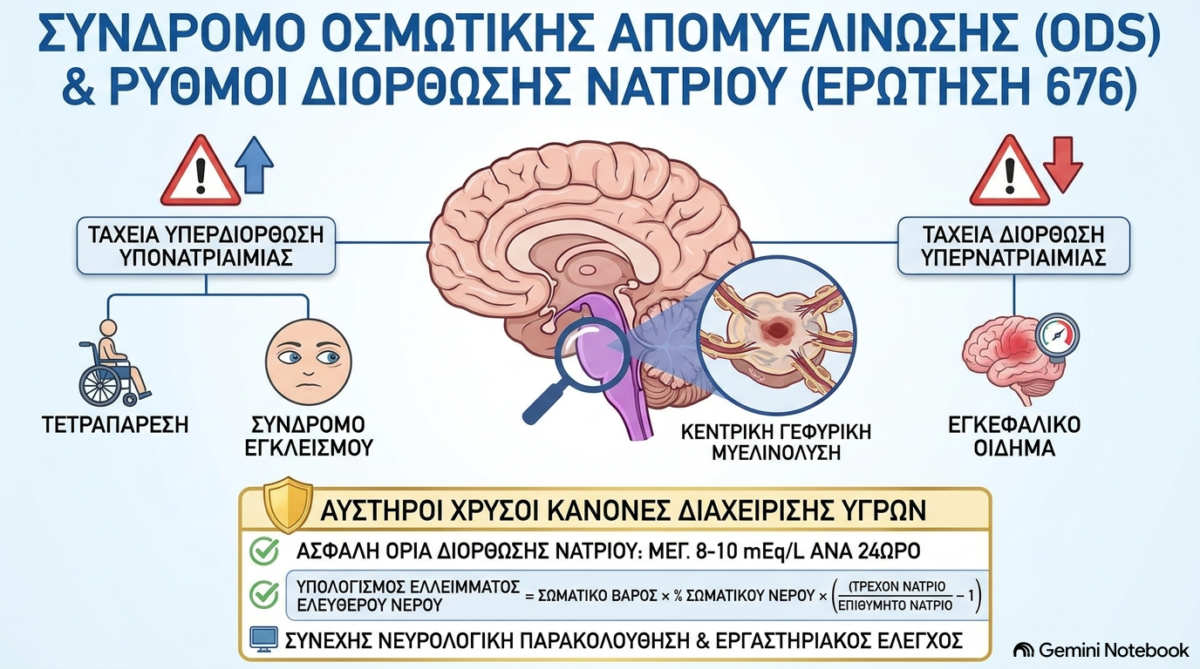 ΣΥΝΔΡΟΜΟ ΟΣΜΩΤΙΚΗΣ ΑΠΟΜΥΕΛΙΝΩΣΗΣ (ODS)
& ΡΥΘΜΟΙ ΔΙΟΡΘΩΣΗΣ ΝΑΤΡΙΟΥ (ΕΡΩΤΗΣΗ 676)
ΤΑΧΕΙΑ ΥΠΕΡΔΙΟΡΘΩΣΗ
ΥΠΟΝΑΤΡΙΑΙΜΙΑΣ
ΤΕΤΡΑΠΑΡΕΣΗ
ΣΥΝΔΡΟΜΟ
ΕΓΚΛΕΙΣΜΟΥ
ΚΕΝΤΡΙΚΗ ΓΕΦΥΡΙΚΗ
ΜΥΕΛΙΝΟΛΥΣΗ
ΤΑΧΕΙΑ ΔΙΟΡΘΩΣΗ
ΥΠΕΡΝΑΤΡΙΑΙΜΙΑΣ
ΕΓΚΕΦΑΛΙΚΟ
ΟΙΔΗΜΑ
ΑΥΣΤΗΡΟΙ ΧΡΥΣΟΙ ΚΑΝΟΝΕΣ ΔΙΑΧΕΙΡΙΣΗΣ ΥΓΡΩΝ
ΑΣΦΑΛΗ ΟΡΙΑ ΔΙΟΡΘΩΣΗΣ ΝΑΤΡΙΟΥ: ΜΕΓ. 8-10 mEq/L ΑΝΑ 24ΩΡΟ
ΥΠΟΛΟΓΙΣΜΟΣ ΕΛΛΕΙΜΜΑΤΟΣ
ΕΛΕΥΘΕΡΟΥ ΝΕΡΟΥ
= ΣΩΜΑΤΙΚΟ ΒΑΡΟΣ × % ΣΩΜΑΤΙΚΟΥ ΝΕΡΟΥ × ((ΤΡΕΧΟΝ ΝΑΤΡΙΟ / ΕΠΙΘΥΜΗΤΟ ΝΑΤΡΙΟ − 1)
ΣΥΝΕΧΗΣ ΝΕΥΡΟΛΟΓΙΚΗ ΠΑΡΑΚΟΛΟΥΘΗΣΗ & ΕΡΓΑΣΤΗΡΙΑΚΟΣ ΕΛΕΓΧΟΣ
Gemini Notebook